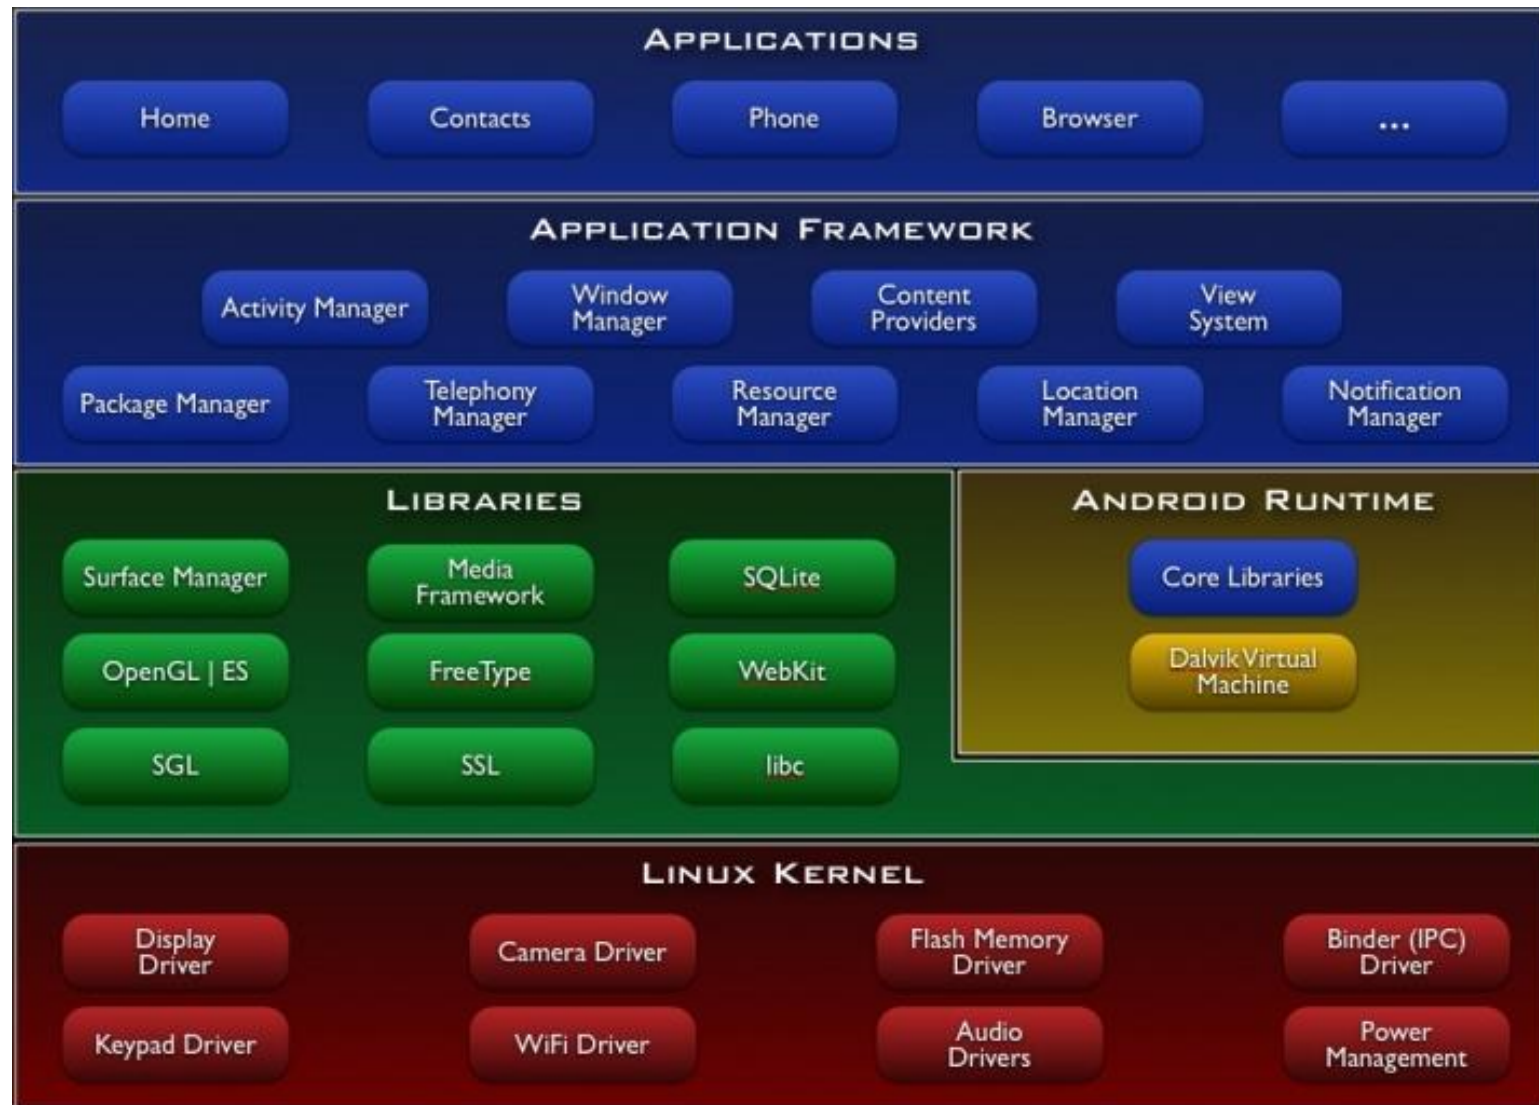 APPLICATIONS
Home
Contacts
Phone
Browser
...
APPLICATION FRAMEWORK
Activity Manager
Window
Manager
Content
Providers
View
System
Package Manager
Telephony
Manager
Resource
Manager
Location
Manager
Notification
Manager
LIBRARIES
Surface Manager
Media
Framework
SQLite
OpenGL | ES
FreeType
WebKit
SGL
SSL
libc
ANDROID RUNTIME
Core Libraries
Dalvik Virtual
Machine
LINUX KERNEL
Display
Driver
Camera Driver
Flash Memory
Driver
Binder (IPC)
Driver
Keypad Driver
WiFi Driver
Audio
Drivers
Power
Management